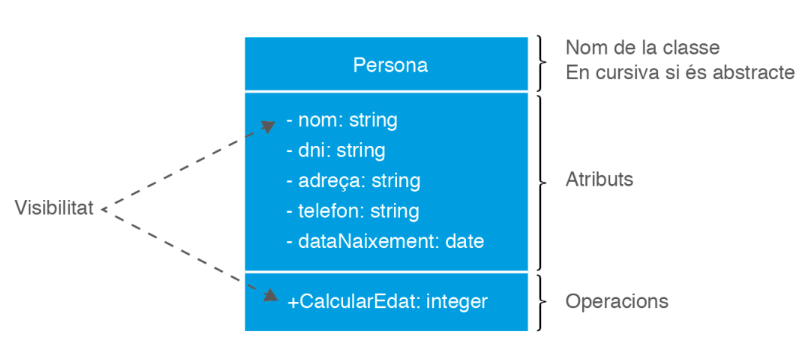 Persona
Nom de la classe
En cursiva si és abstracte
- nom: string
- dni: string
- adreça: string
- telefon: string
- dataNaixement: date
Atributs
Visibilitat
+CalcularEdat: integer
Operacions